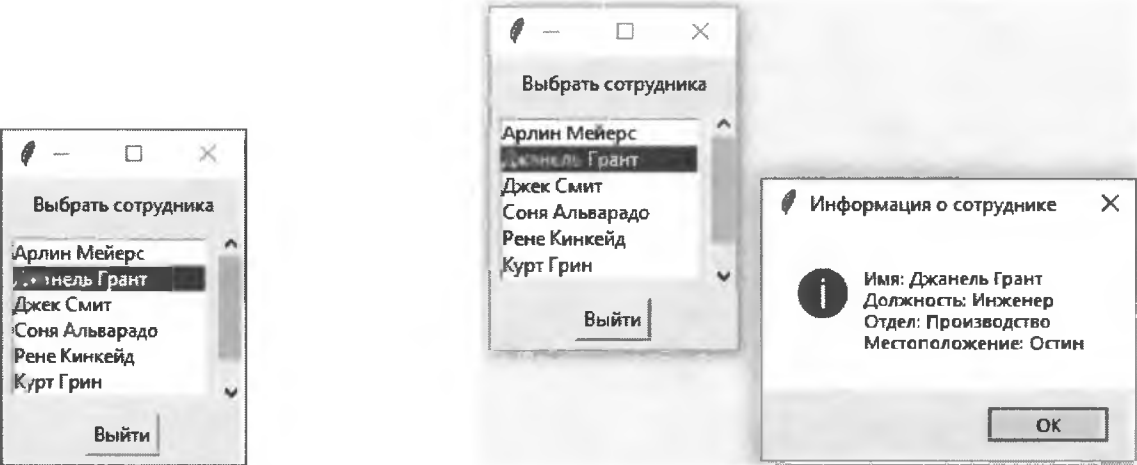 Выбрать сотрудника
Арлин Мейерс
Грант
Джек Смит
Соня Альварадо
Рене Кинкейд
Курт Грин
Выйти
Выбрать сотрудника
Арлин Мейерс
Джанель Грант
Джек Смит
Соня Альварадо
Рене Кинкейд
Курт Грин
Выйти
Информация о сотруднике
Имя: Джанель Грант
Должность: Инженер
Отдел: Производство
Местоположение: Остин
ОК